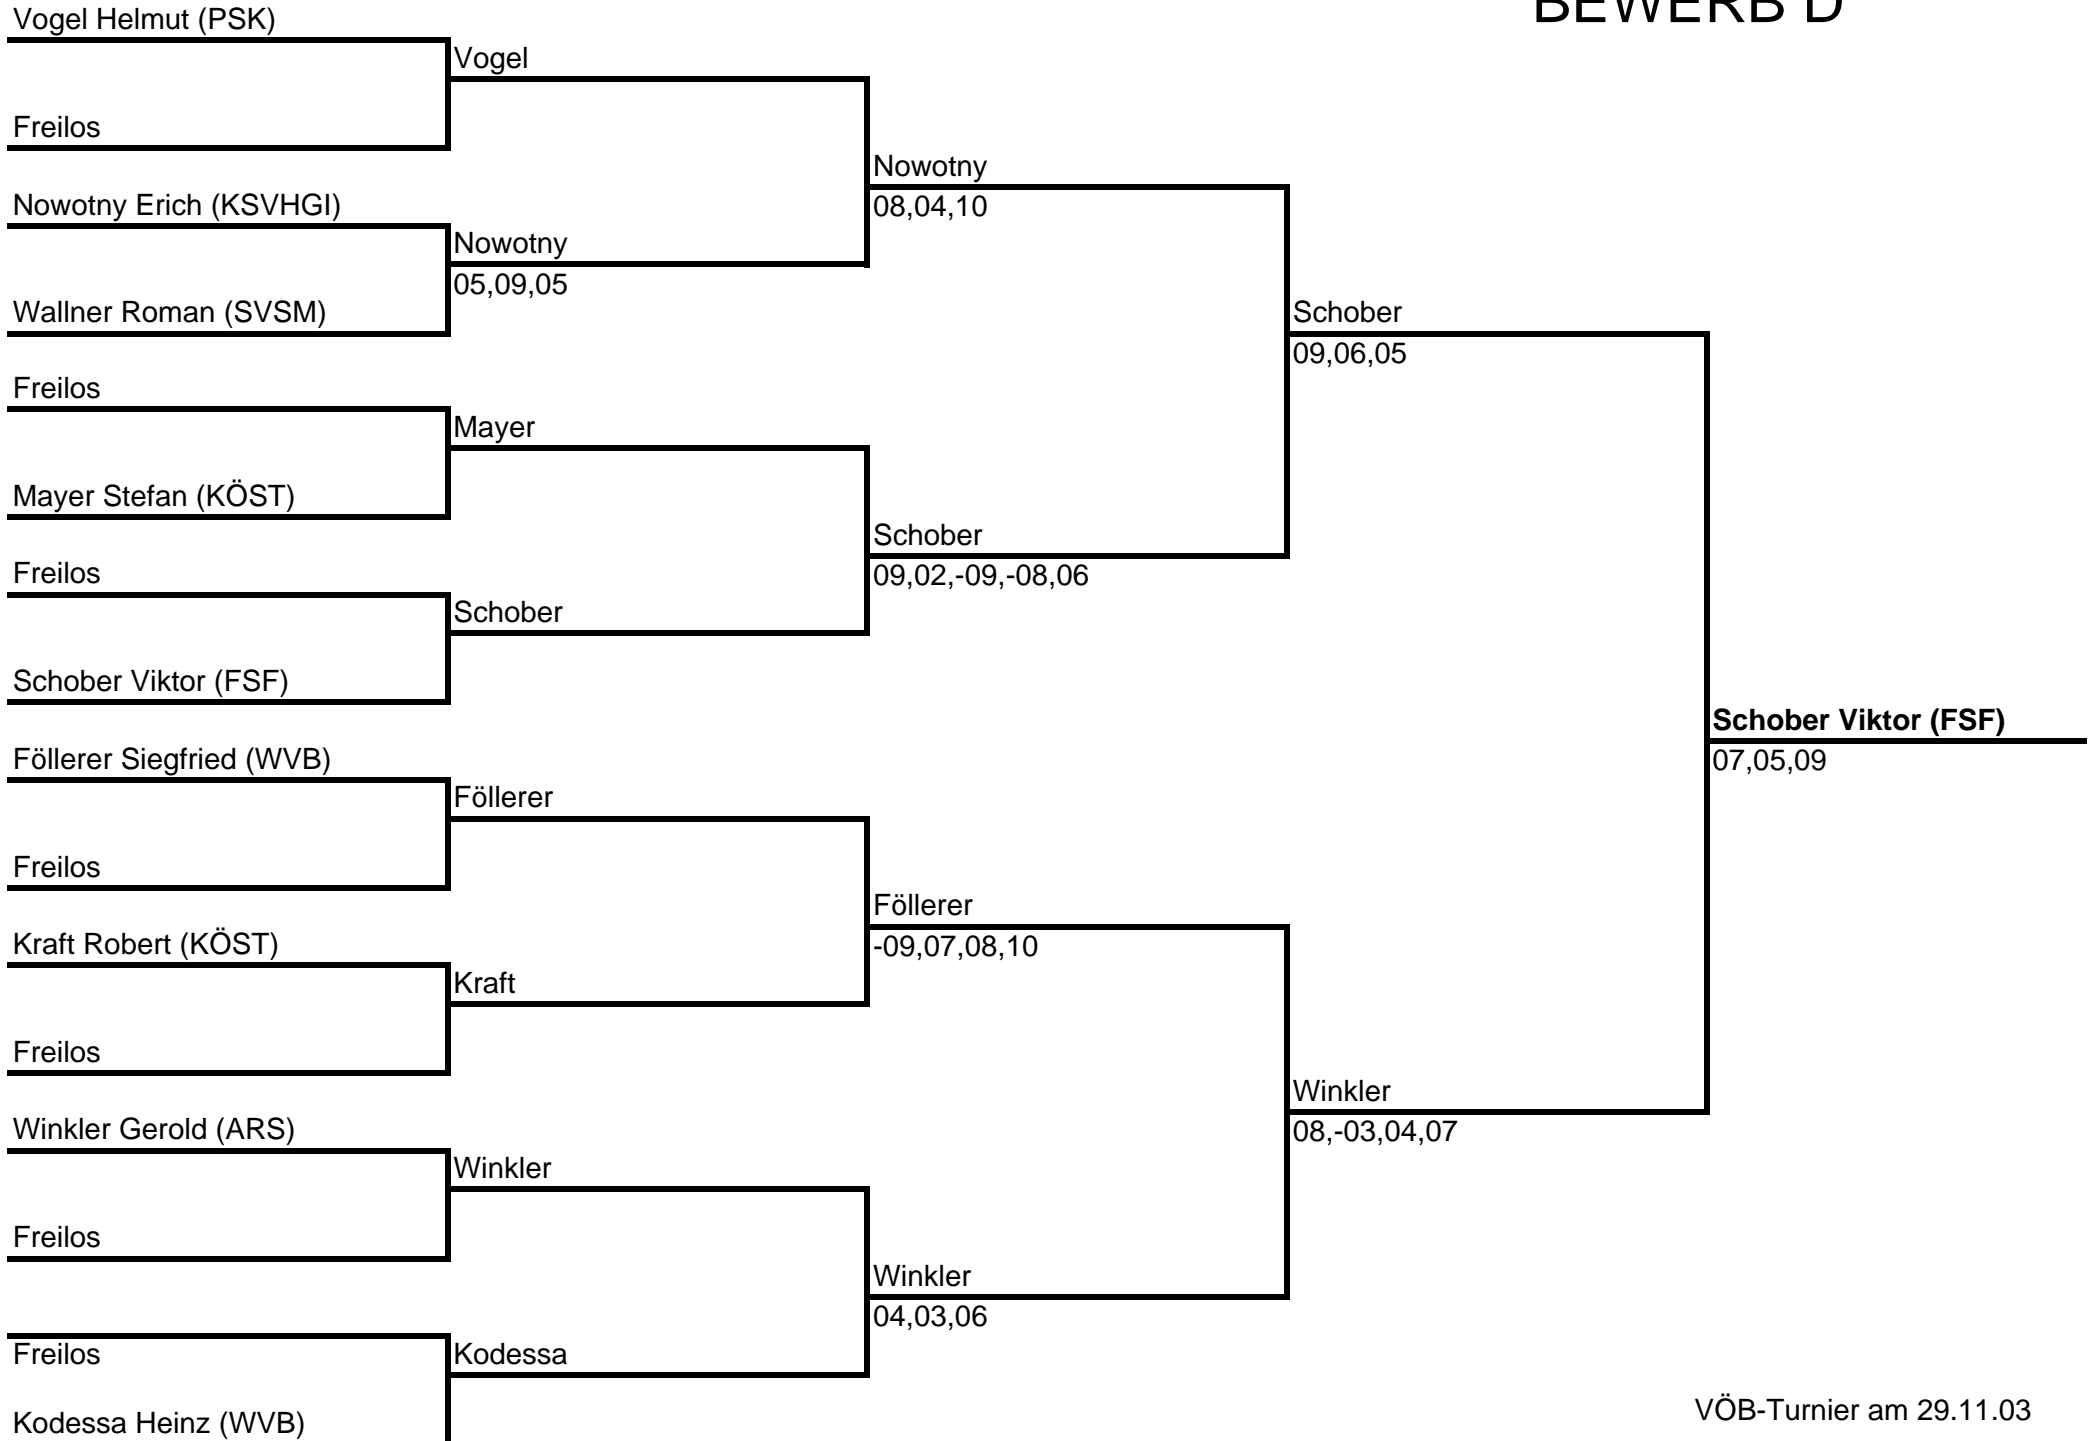 BEWERB D
Vogel Helmut (PSK)
Vogel
Freilos
Nowotny
08,04,10
Nowotny Erich (KSVHGI)
Nowotny
05,09,05
Wallner Roman (SVSM)
Schober
09,06,05
Freilos
Mayer
Mayer Stefan (KÖST)
Schober
09,02,-09,-08,06
Freilos
Schober
Schober Viktor (FSF)
Schober Viktor (FSF)
07,05,09
Föllerer Siegfried (WVB)
Föllerer
Freilos
Föllerer
-09,07,08,10
Kraft Robert (KÖST)
Kraft
Freilos
Winkler
08,-03,04,07
Winkler Gerold (ARS)
Winkler
Freilos
Winkler
04,03,06
Freilos
Kodessa
Kodessa Heinz (WVB)
VÖB-Turnier am 29.11.03